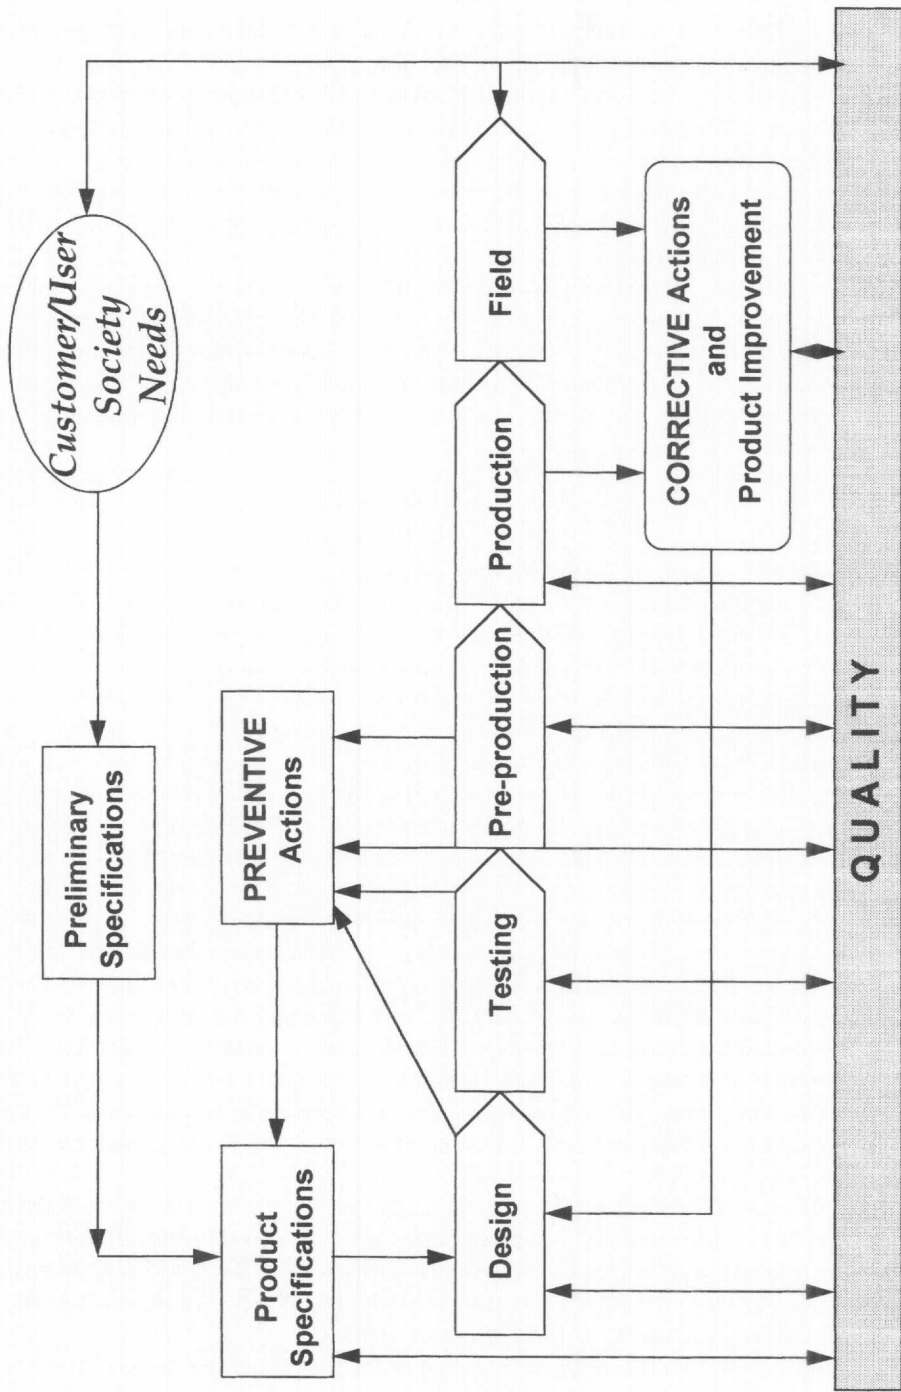 Customer/User
Society
Needs
Preliminary
Specifications
PREVENTIVE
Actions
Product
Specifications
Design
Testing
Pre-production
Production
Field
CORRECTIVE Actions
and
Product Improvement
QUALITY